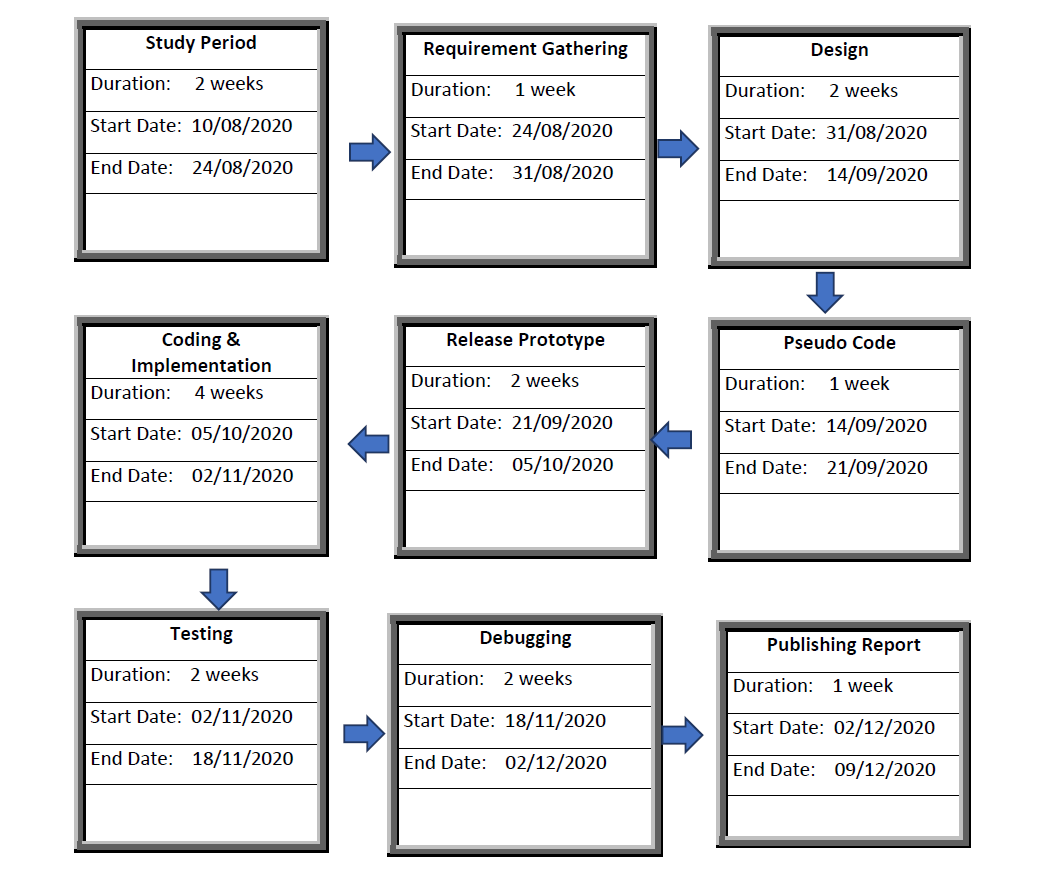 Study Period
Duration: 2 weeks
Start Date: 10/08/2020
End Date: 24/08/2020
Requirement Gathering
Duration: 1 week
Start Date: 24/08/2020
End Date: 31/08/2020
Design
Duration: 2 weeks
Start Date: 31/08/2020
End Date: 14/09/2020
Pseudo Code
Duration: 1 week
Start Date: 14/09/2020
End Date: 21/09/2020
Release Prototype
Duration: 2 weeks
Start Date: 21/09/2020
End Date: 05/10/2020
Coding &
Implementation
Duration: 4 weeks
Start Date: 05/10/2020
End Date: 02/11/2020
Testing
Duration: 2 weeks
Start Date: 02/11/2020
End Date: 18/11/2020
Debugging
Duration: 2 weeks
Start Date: 18/11/2020
End Date: 02/12/2020
Publishing Report
Duration: 1 week
Start Date: 02/12/2020
End Date: 09/12/2020